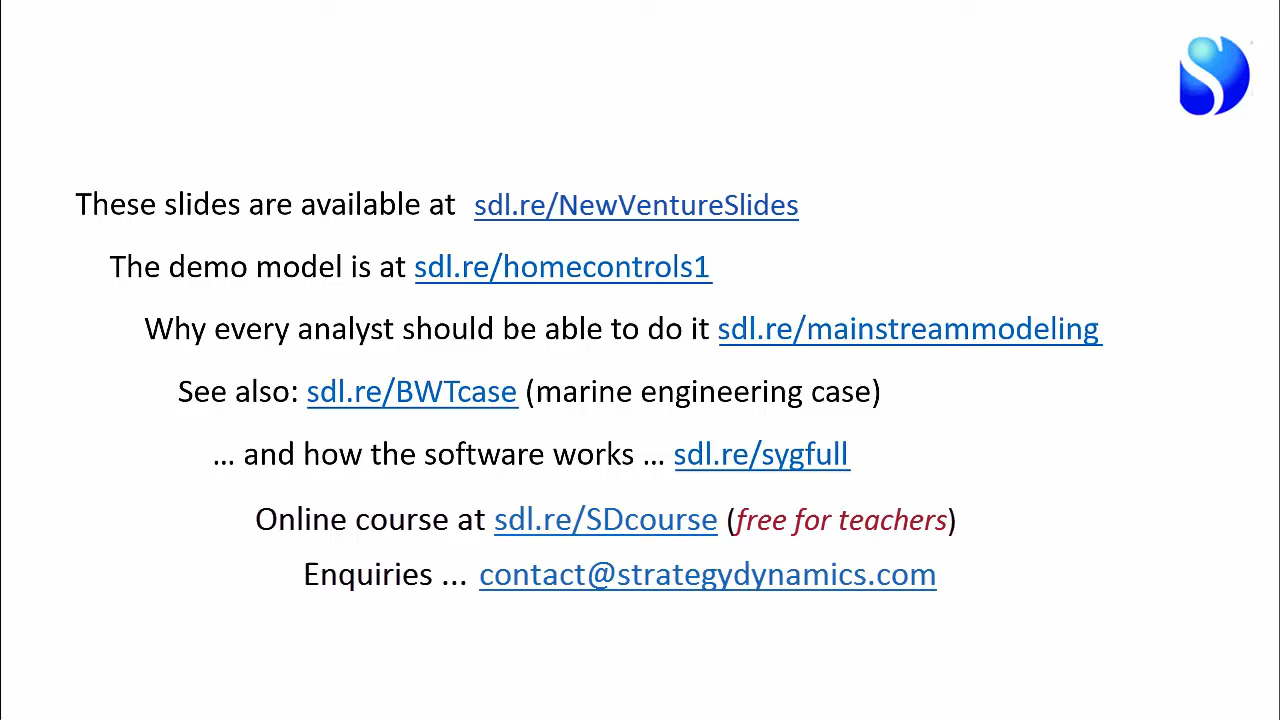 These slides are available at sdl.re/NewVentureSlides
The demo model is at sdl.re/homecontrols1
Why every analyst should be able to do it sdl.re/mainstreammodeling
See also: sdl.re/BWTcase (marine engineering case)
... and how the software works ... sdl.re/sygfull
Online course at sdl.re/SDcourse (free for teachers)
Enquiries ... contact@strategydynamics.com